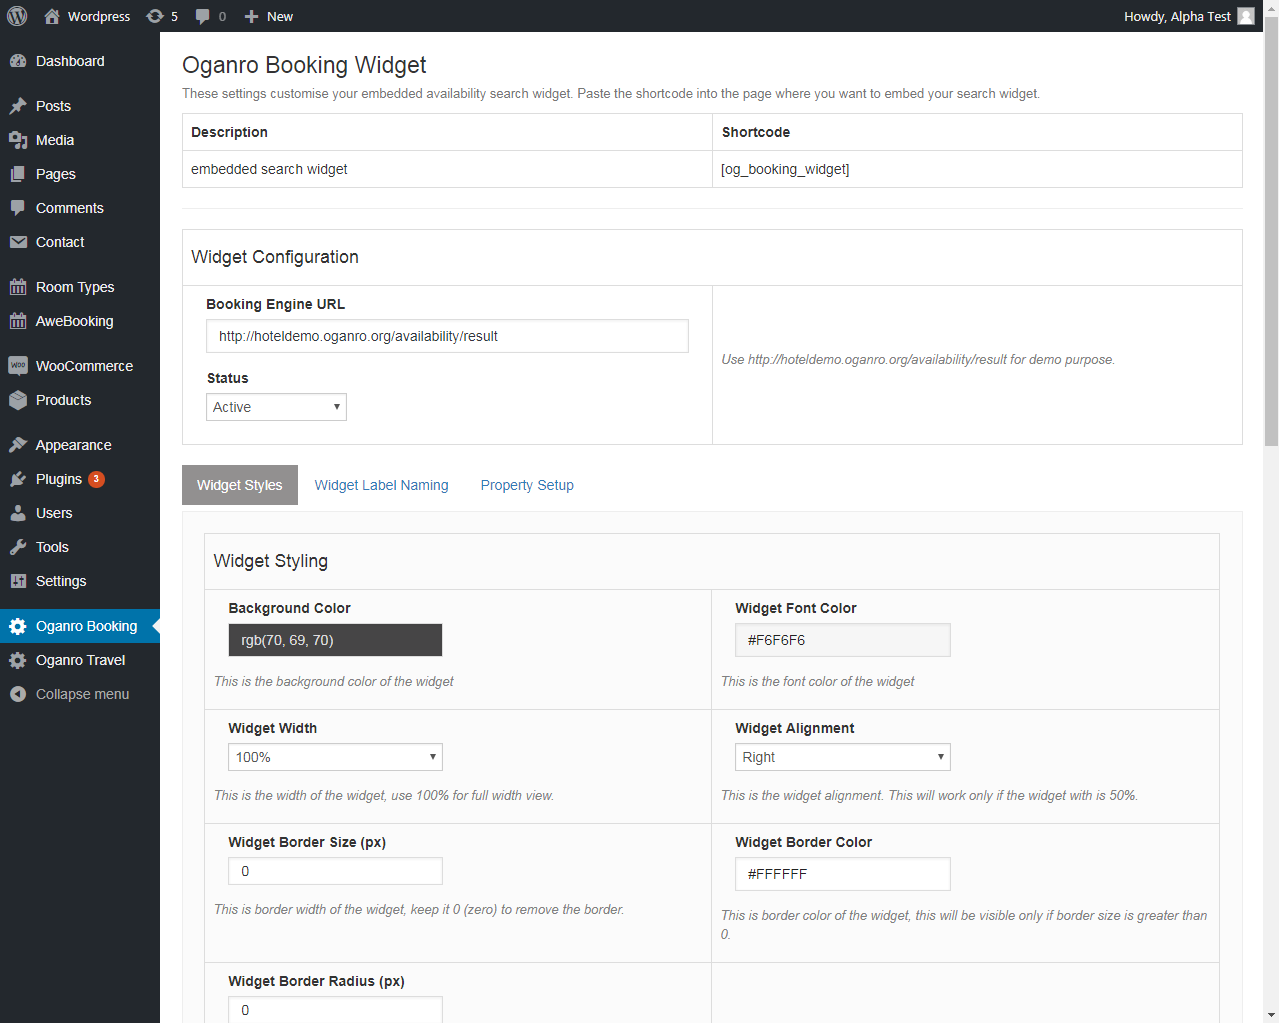 Wordpress 5 0 New Howdy, Alpha Test
Dashboard
Posts
Media
Pages
Comments
Contact
Room Types
AweBooking
WooCommerce
Products
Appearance
Plugins 3
Users
Tools
Settings
Oganro Booking
Oganro Travel
Collapse menu
Oganro Booking Widget
These settings customise your embedded availability search widget. Paste the shortcode into the page where you want to embed your search widget.
Description Shortcode
embedded search widget [og_booking_widget]
Widget Configuration
Booking Engine URL
http://hoteldemo.oganro.org/availability/result
Use http://hoteldemo.oganro.org/availability/result for demo purpose.
Status
Active
Widget Styles Widget Label Naming Property Setup
Widget Styling
Background Color Widget Font Color
rgb(70, 69, 70) #F6F6F6
This is the background color of the widget This is the font color of the widget
Widget Width Widget Alignment
100% Right
This is the width of the widget, use 100% for full width view. This is the widget alignment. This will work only if the widget with is 50%.
Widget Border Size (px) Widget Border Color
0 #FFFFFF
This is border width of the widget, keep it 0 (zero) to remove the border. This is border color of the widget, this will be visible only if border size is greater than
0.
Widget Border Radius (px)
0